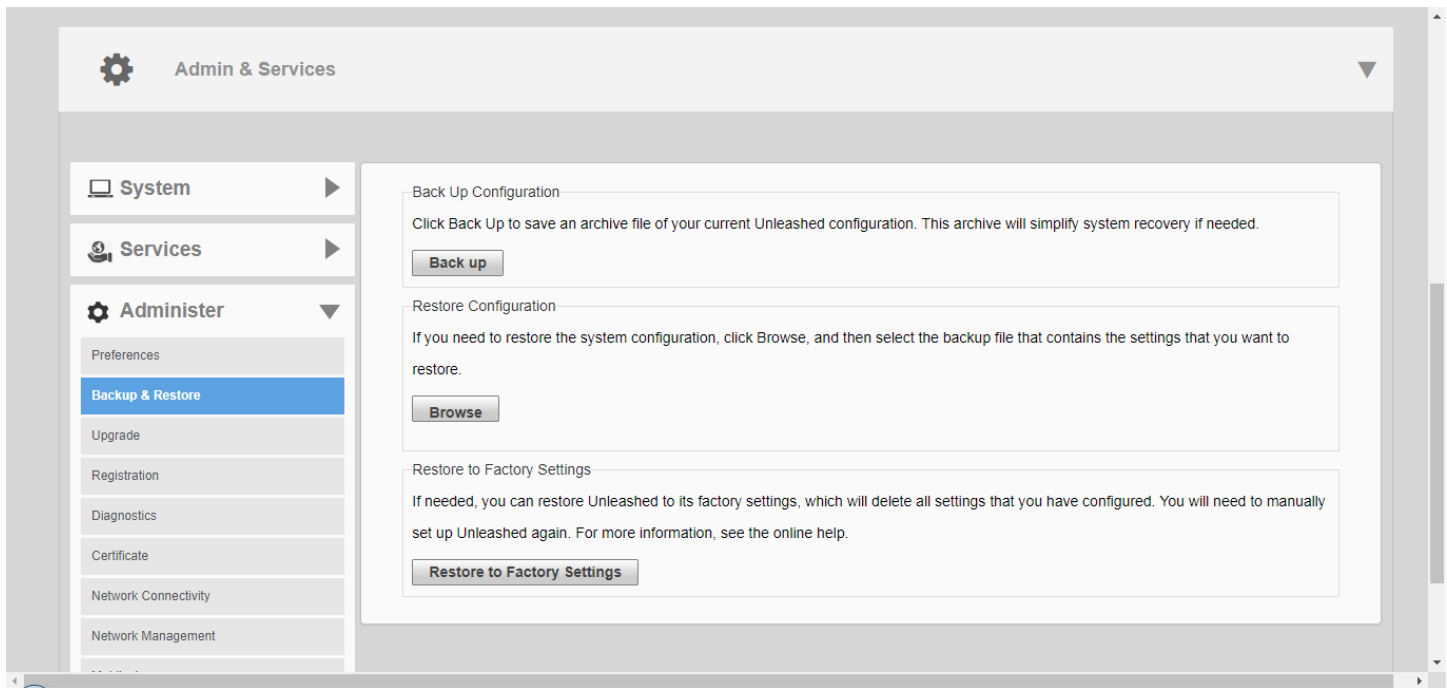 Admin & Services
System
Services
Administer
Preferences
Backup & Restore
Upgrade
Registration
Diagnostics
Certificate
Network Connectivity
Network Management
Back Up Configuration
Click Back Up to save an archive file of your current Unleashed configuration. This archive will simplify system recovery if needed.
Back up
Restore Configuration
If you need to restore the system configuration, click Browse, and then select the backup file that contains the settings that you want to
restore.
Browse
Restore to Factory Settings
If needed, you can restore Unleashed to its factory settings, which will delete all settings that you have configured. You will need to manually
set up Unleashed again. For more information, see the online help.
Restore to Factory Settings